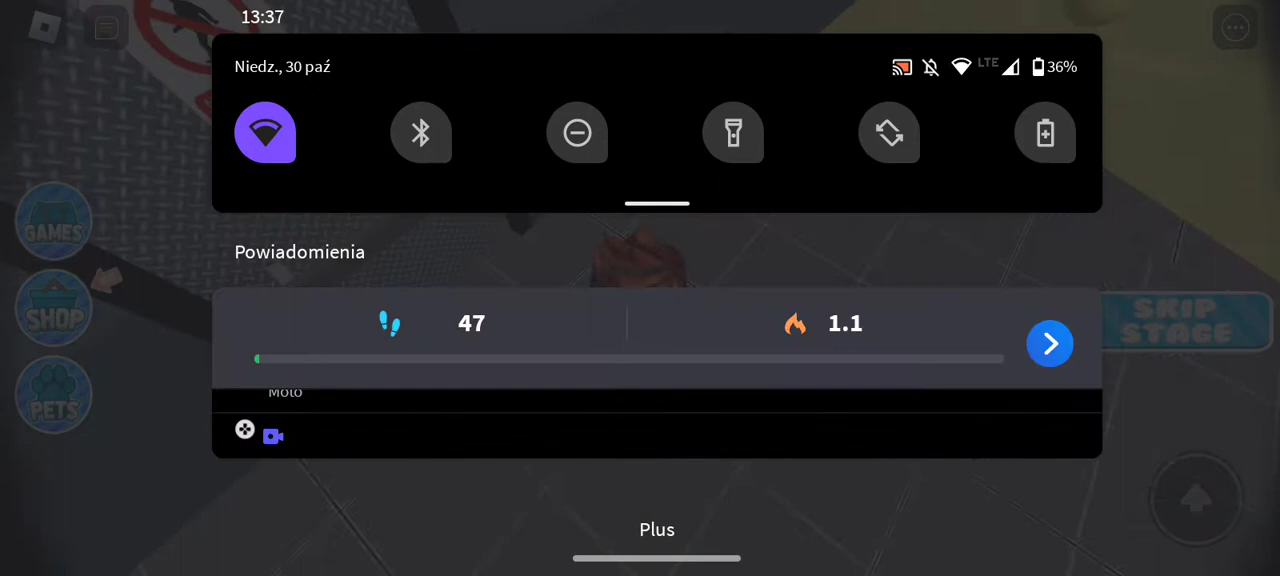 13:37
Niedz., 30 paź
LTE
36%
GAMES
Powiadomienia
SHOP
47
1.1
SKIP
STAGE
PETS
Moto
Plus